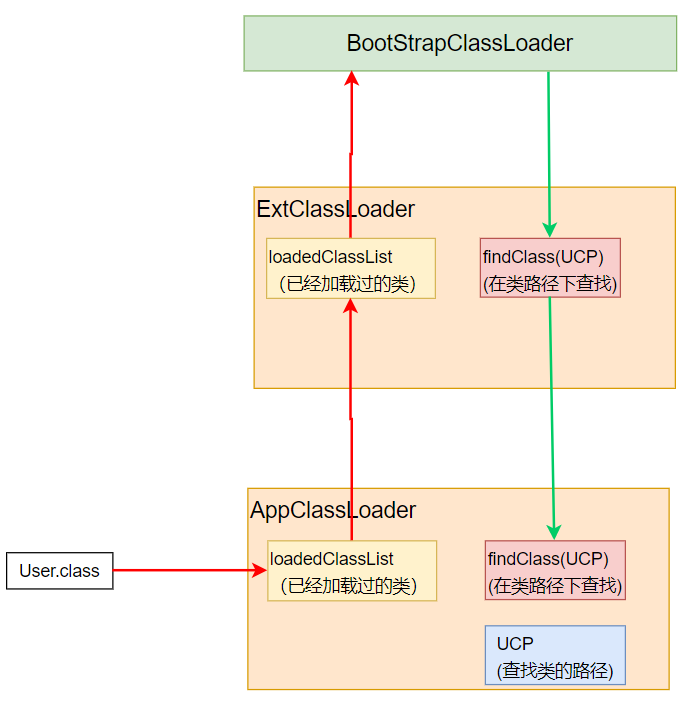 BootStrapClassLoader
ExtClassLoader
loadedClassList
（已经加载过的类）
findClass(UCP)
(在类路径下查找)
AppClassLoader
User.class
loadedClassList
（已经加载过的类）
findClass(UCP)
(在类路径下查找)
UCP
(查找类的路径)